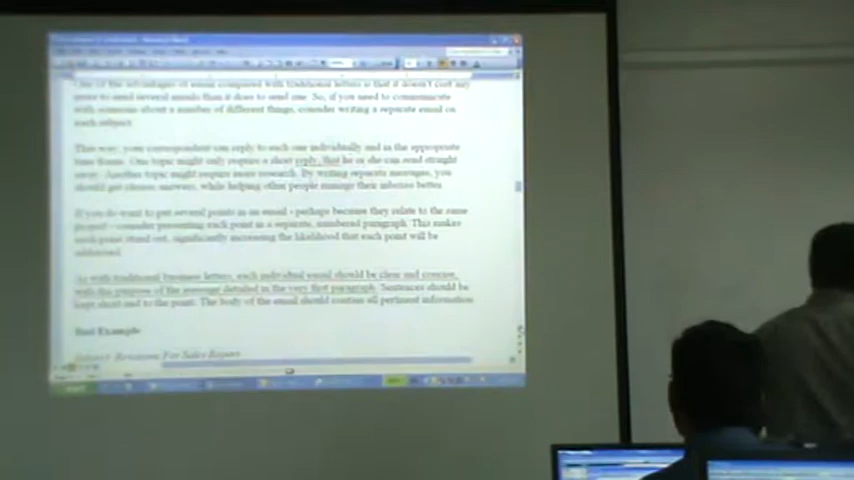 One of the advantages of email compared with traditional letters is that it doesn't cost any
more to send several emails than it does to send one. So, if you need to communicate
with someone about a number of different things, consider writing a separate email on
each subject.
That way, your correspondent can reply to each one individually and in the appropriate
time frame. One topic might only require a short reply, that he or she can send straight
away. Another topic might require more research. By writing separate messages, you
should get clearer answers, while helping other people manage their inboxes better.
If you do want to put several points in an email - perhaps because they relate to the same
project - consider presenting each point in a separate, numbered paragraph. This makes
each point stand out, significantly increasing the likelihood that each point will be
addressed.
As with traditional business letters, each individual email should be clear and concise,
with the purpose of the message detailed in the very first paragraph. Sentences should be
kept short and to the point. The body of the email should contain all pertinent information
Bad Example
Subject: Revisions For Sales Report